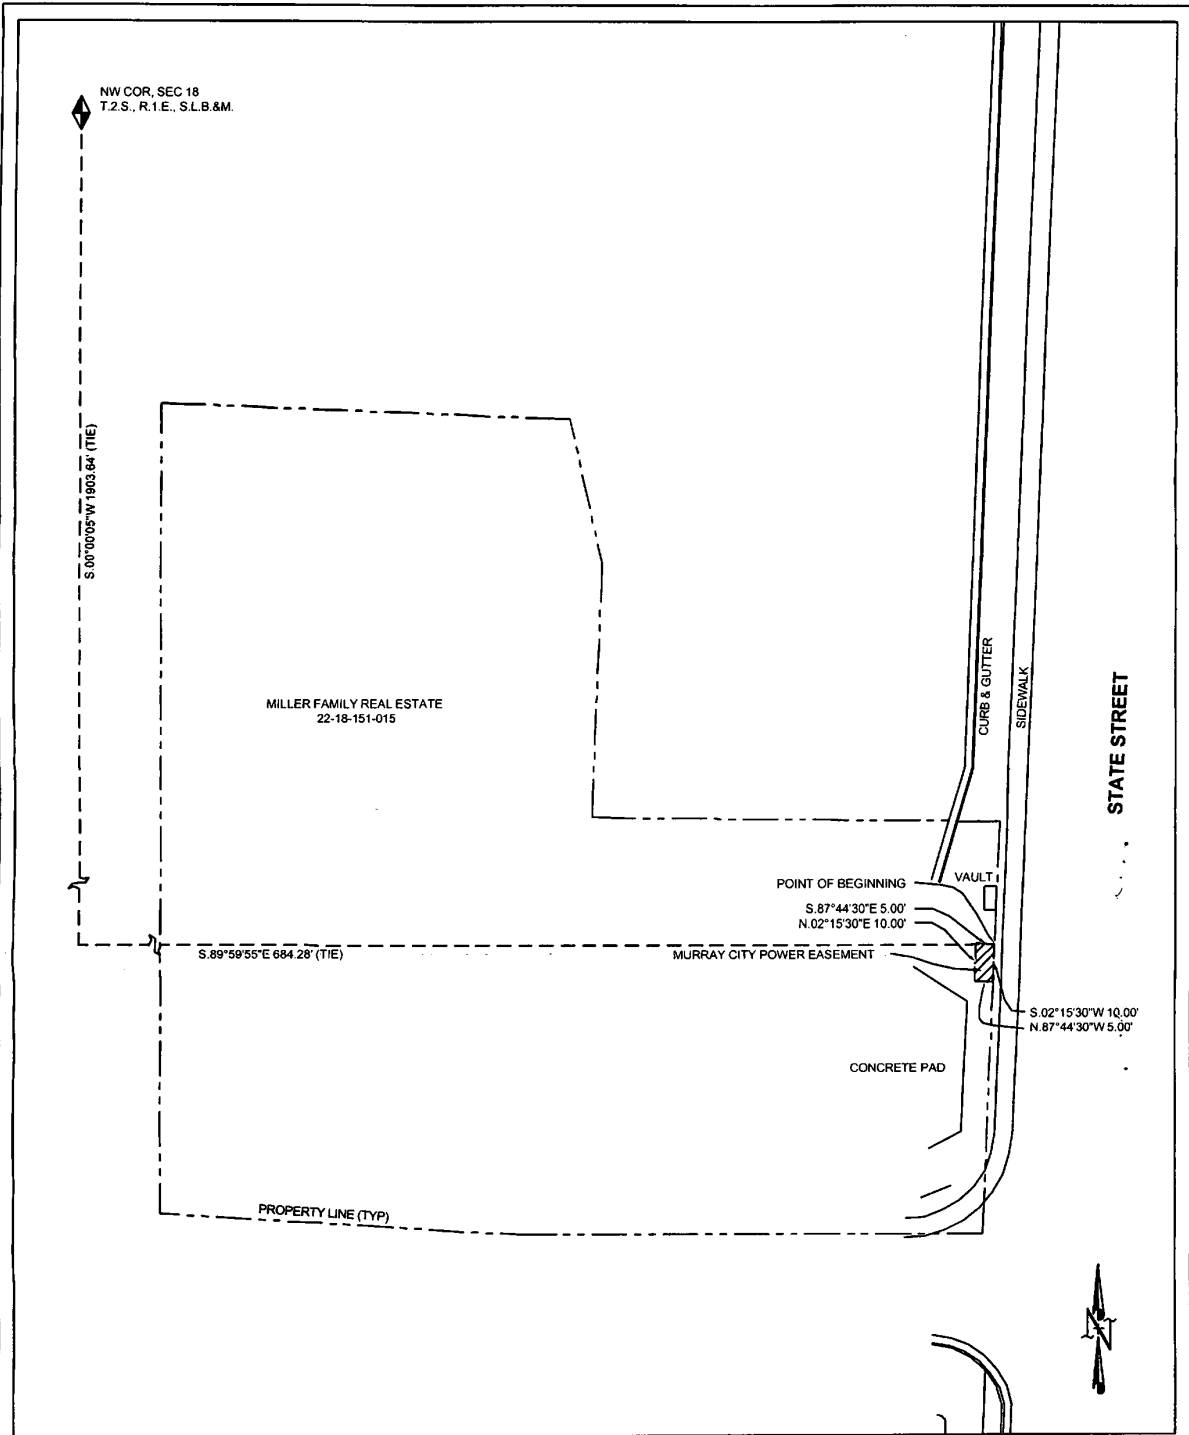 NW COR, SEC 18
T.2.S., R.1.E., S.L.B.&M.
S.00°00'05"W 1903.64' (TIE)
MILLER FAMILY REAL ESTATE
22-18-151-015
CURB & GUTTER
SIDEWALK
STATE STREET
VAULT
POINT OF BEGINNING
S.87°44'30"E 5.00'
N.02°15'30"E 10.00'
S.89°59'55"E 684.28' (TIE)
MURRAY CITY POWER EASEMENT
S.02°15'30"W 10.00'
N.87°44'30"W 5.00'
CONCRETE PAD
PROPERTY LINE (TYP)
N